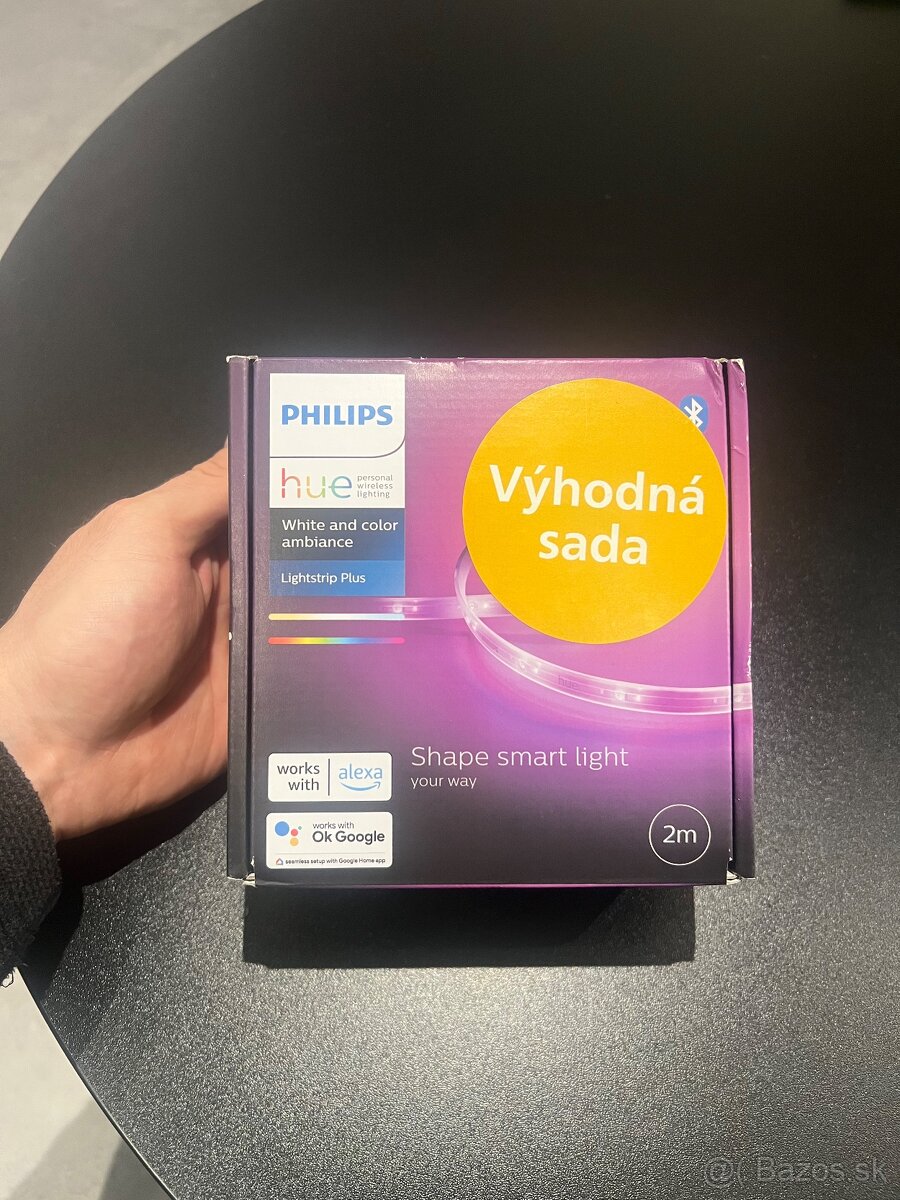 PHILIPS
hue
personal
wireless
lighting
White and color
ambiance
Lightstrip Plus
Výhodná
sada
hue
Shape smart light
your way
works
with
alexa
works with
Ok Google
seamless setup with Google Home app
2m
@( Bazos.sk